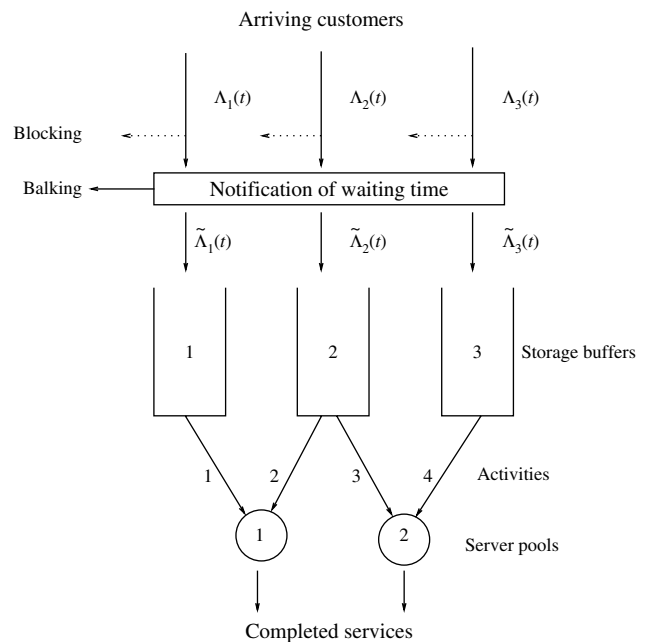 Arriving customers
Λ1(t) Λ2(t) Λ3(t)
Blocking
Balking Notification of waiting time
Λ̃1(t) Λ̃2(t) Λ̃3(t)
1 2 3 Storage buffers
1 2 3 4 Activities
1 2 Server pools
Completed services